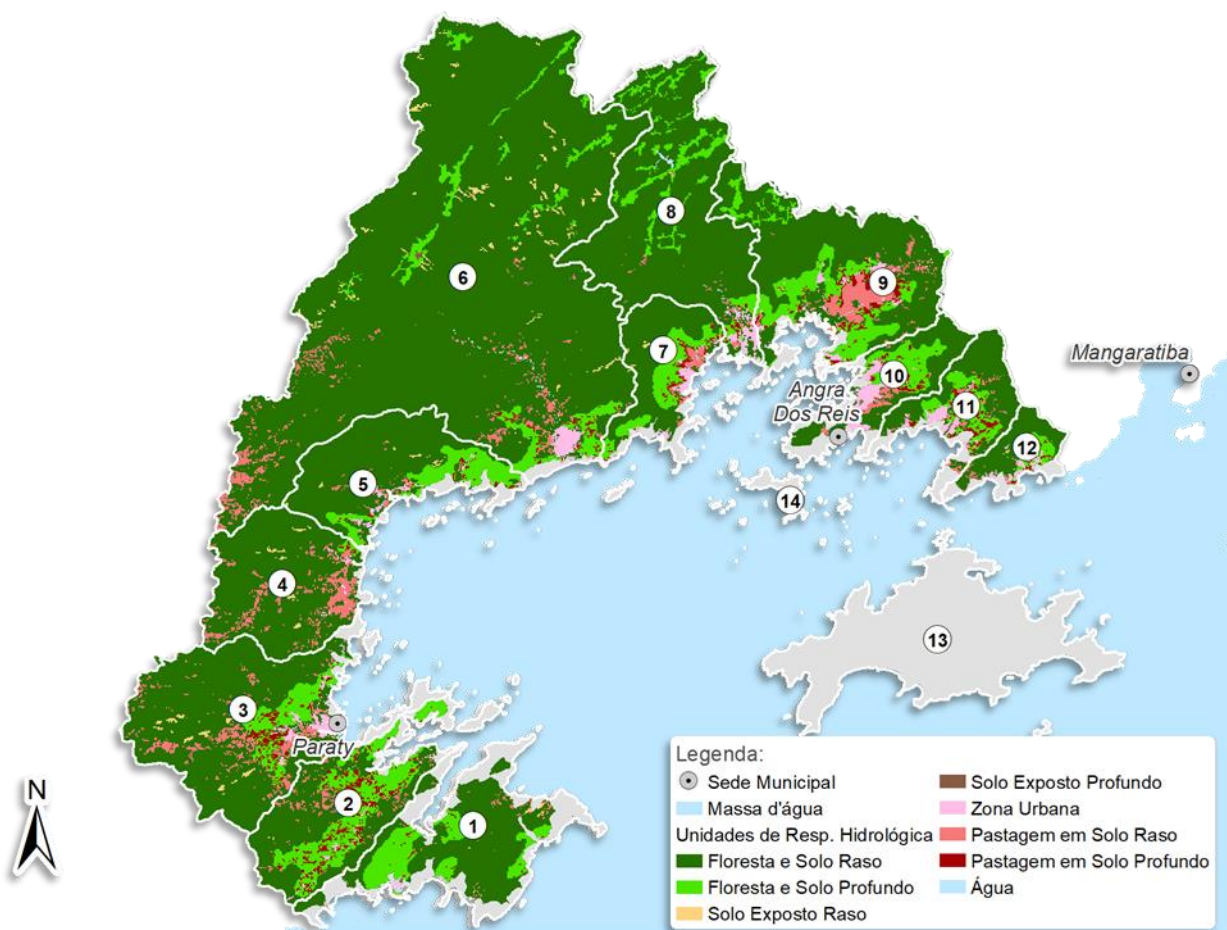 8
6
9
7
Mangaratiba
10
Angra
Dos Reis
11
12
5
14
4
13
3
Paraty
2
1
N
Legenda:
Sede Municipal
Massa d'água
Unidades de Resp. Hidrológica
Floresta e Solo Raso
Floresta e Solo Profundo
Solo Exposto Raso
Solo Exposto Profundo
Zona Urbana
Pastagem em Solo Raso
Pastagem em Solo Profundo
Água